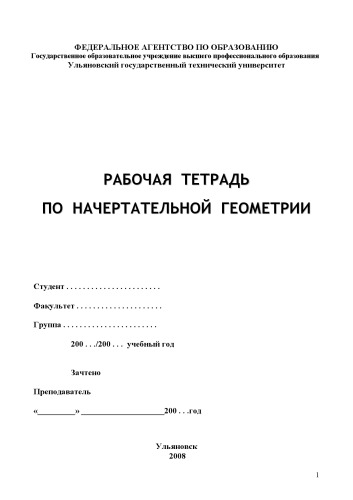 ФЕДЕРАЛЬНОЕ АГЕНТСТВО ПО ОБРАЗОВАНИЮ
Государственное образовательное учреждение высшего профессионального образования
Ульяновский государственный технический университет
РАБОЧАЯ ТЕТРАДЬ
ПО НАЧЕРТАТЕЛЬНОЙ ГЕОМЕТРИИ
Студент . . . . . . . . . . . . . . . . . . . . . . .
Факультет . . . . . . . . . . . . . . . . . . . . .
Группа . . . . . . . . . . . . . . . . . . . . . . .
200 . . ./200 . . . учебный год
Зачтено
Преподаватель
«_________» ____________________200 . . .год
Ульяновск
2008
1